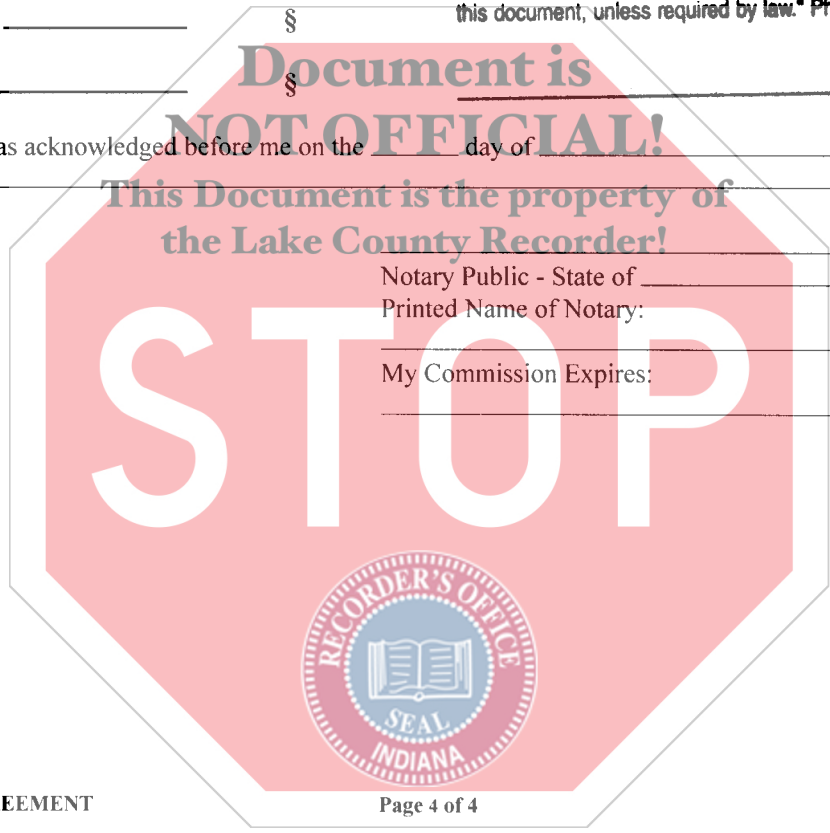 §
this document, unless required by law."
Document is
§
NOT OFFICIAL!
as acknowledged before me on the ______ day of
This Document is the property of
the Lake County Recorder!
Notary Public - State of
Printed Name of Notary:
My Commission Expires:
STOP
RECORDER'S OFFICE
SEAL
INDIANA
EEMENT Page 4 of 4